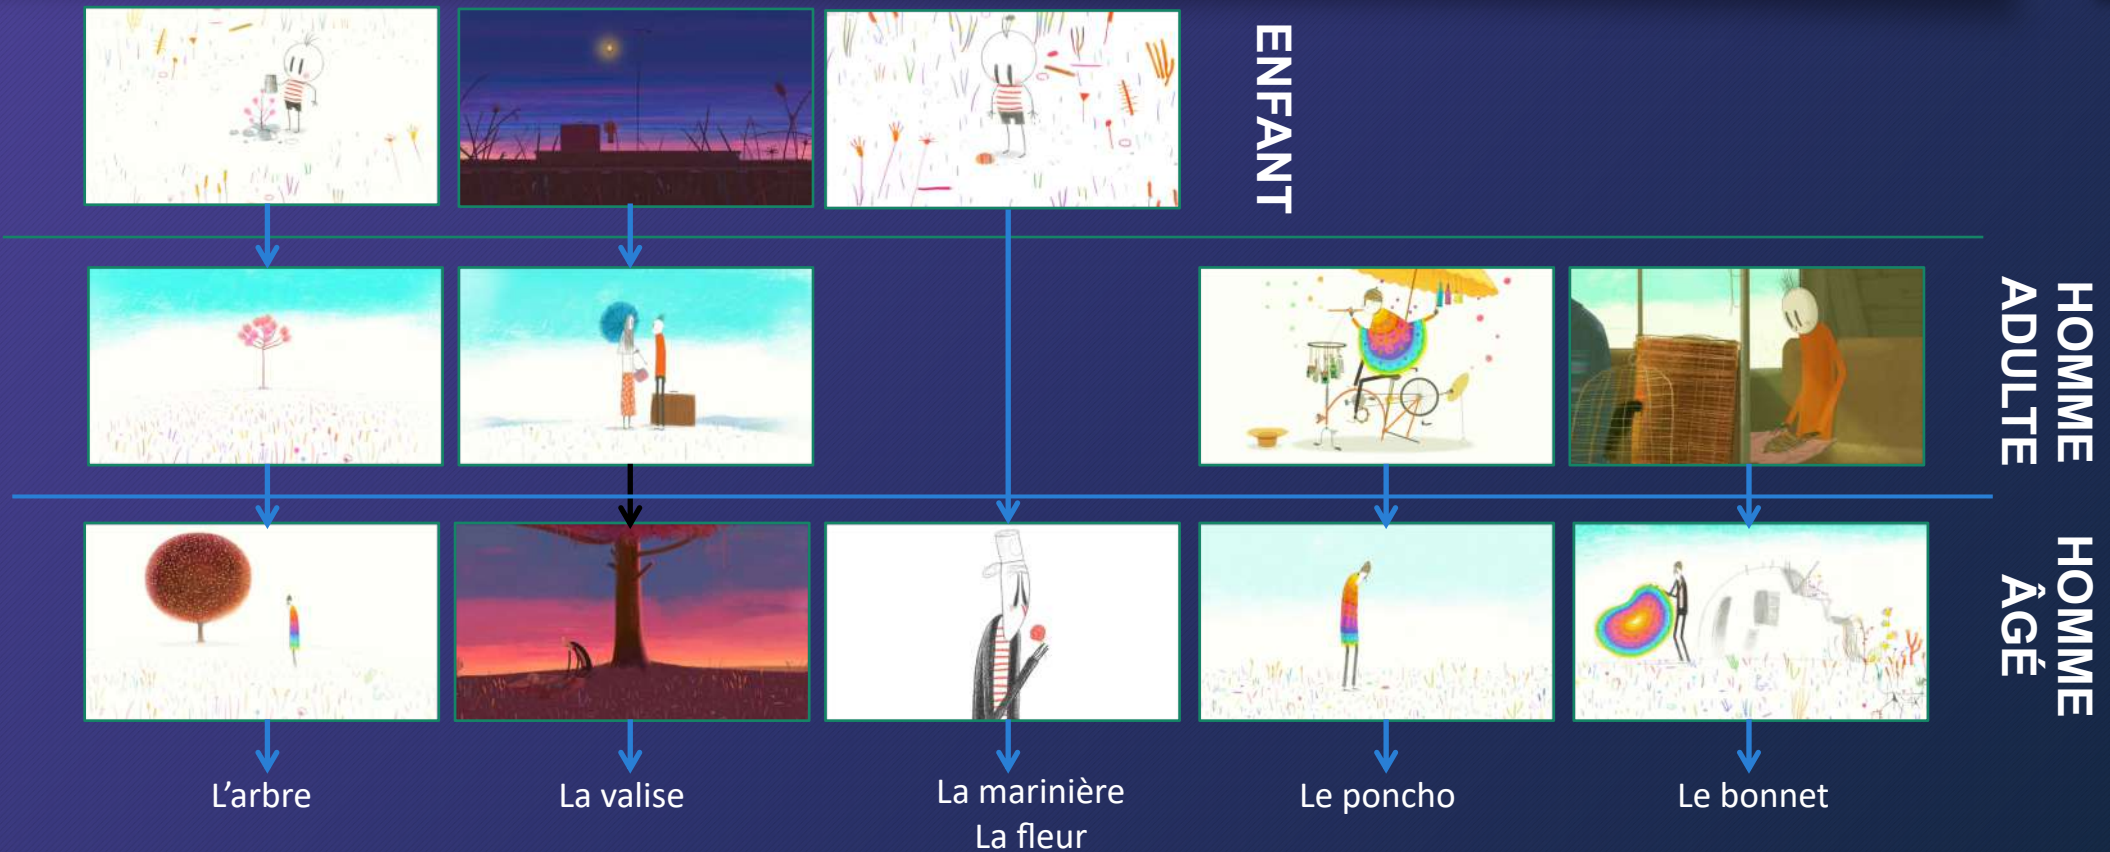 ENFANT
HOMME
ADULTE
HOMME
ÂGÉ
L'arbre
La valise
La marinière
La fleur
Le poncho
Le bonnet